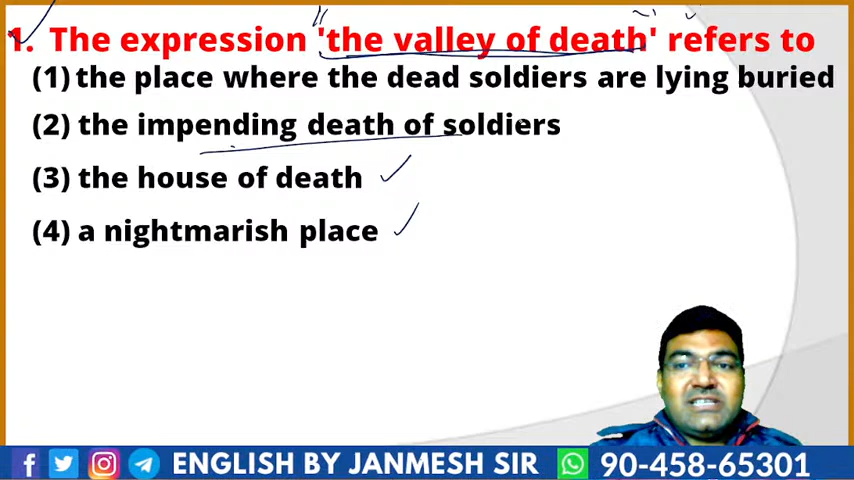 1. The expression 'the valley of death' refers to
(1) the place where the dead soldiers are lying buried
(2) the impending death of soldiers
(3) the house of death
(4) a nightmarish place
ENGLISH BY JANMESH SIR 90-458-65301